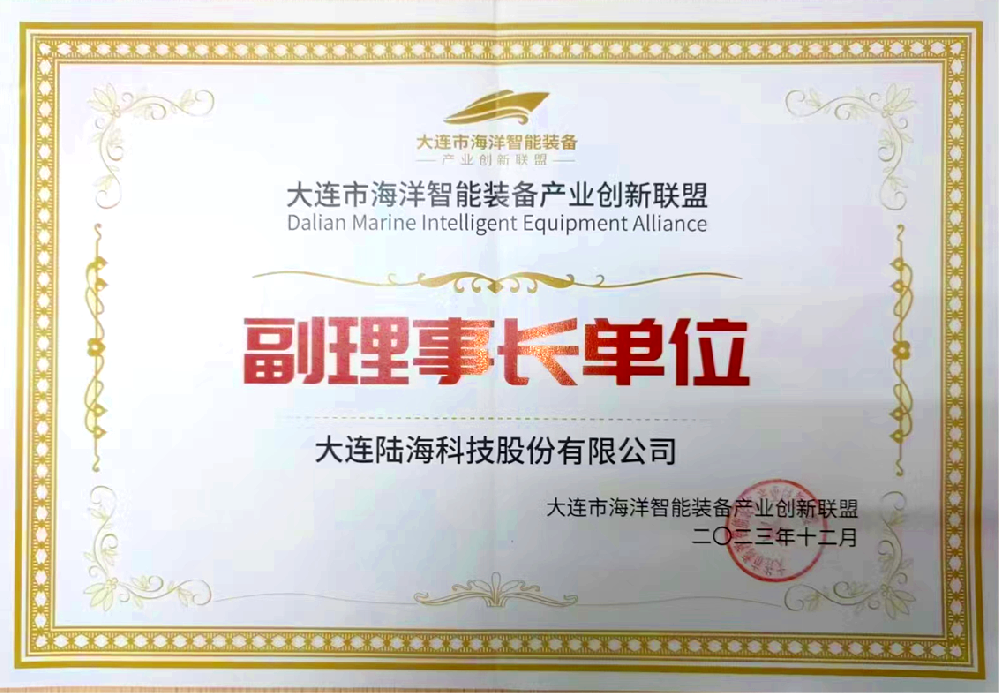 大连市海洋智能装备
产业创新联盟
大连市海洋智能装备产业创新联盟
Dalian Marine Intelligent Equipment Alliance
副理事长单位
大连陆海科技股份有限公司
大连市海洋智能装备产业创新联盟
二〇二三年十二月